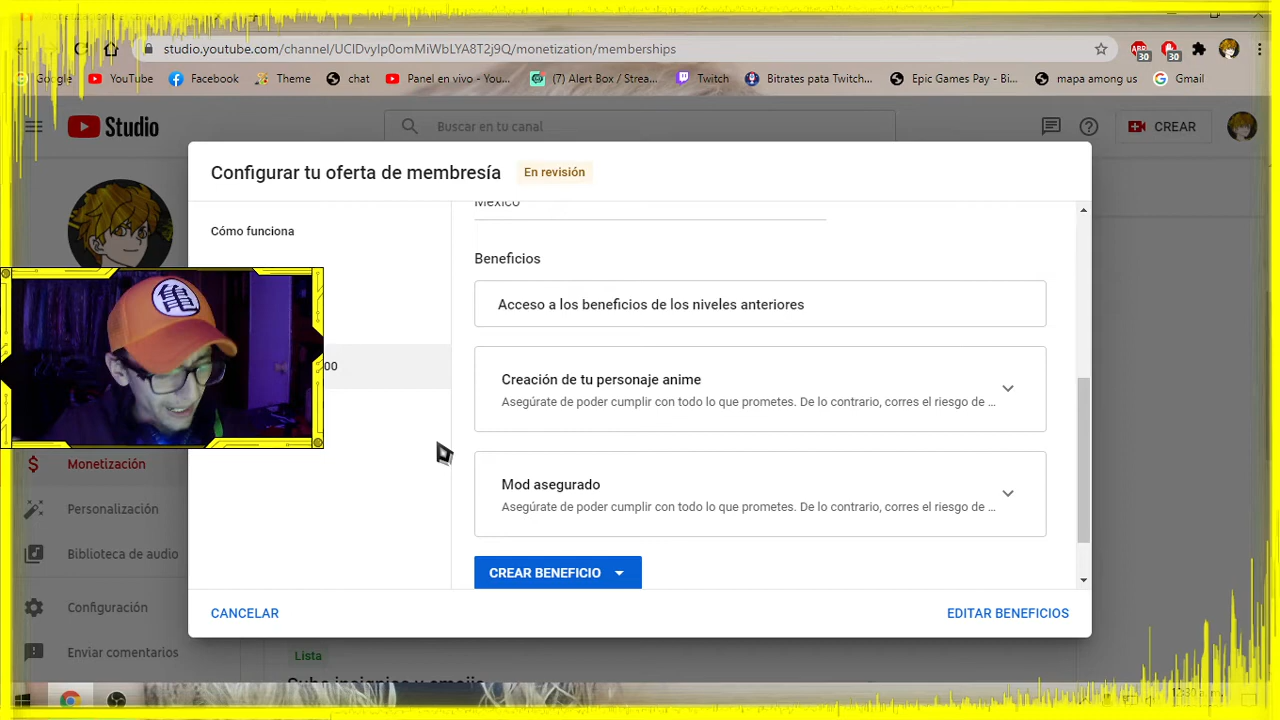 studio.youtube.com/channel/UCIDvyIp0omMiWbLYA8T2j9Q/monetization/memberships
30
30
Google
YouTube
Facebook
Theme
chat
Panel en vivo - You...
(7) Alert Box / Strea...
Twitch
Bitrates pata Twitch...
Epic Games Pay - Bi...
mapa among us
Gmail
Studio
Buscar en tu canal
CREAR
Configurar tu oferta de membresía
En revisión
Cómo funciona
México
Beneficios
Acceso a los beneficios de los niveles anteriores
00
Creación de tu personaje anime
Asegúrate de poder cumplir con todo lo que prometes. De lo contrario, corres el riesgo de ...
Monetización
Mod asegurado
Asegúrate de poder cumplir con todo lo que prometes. De lo contrario, corres el riesgo de ...
Personalización
Biblioteca de audio
CREAR BENEFICIO
Configuración
CANCELAR
EDITAR BENEFICIOS
Enviar comentarios
Lista
亀